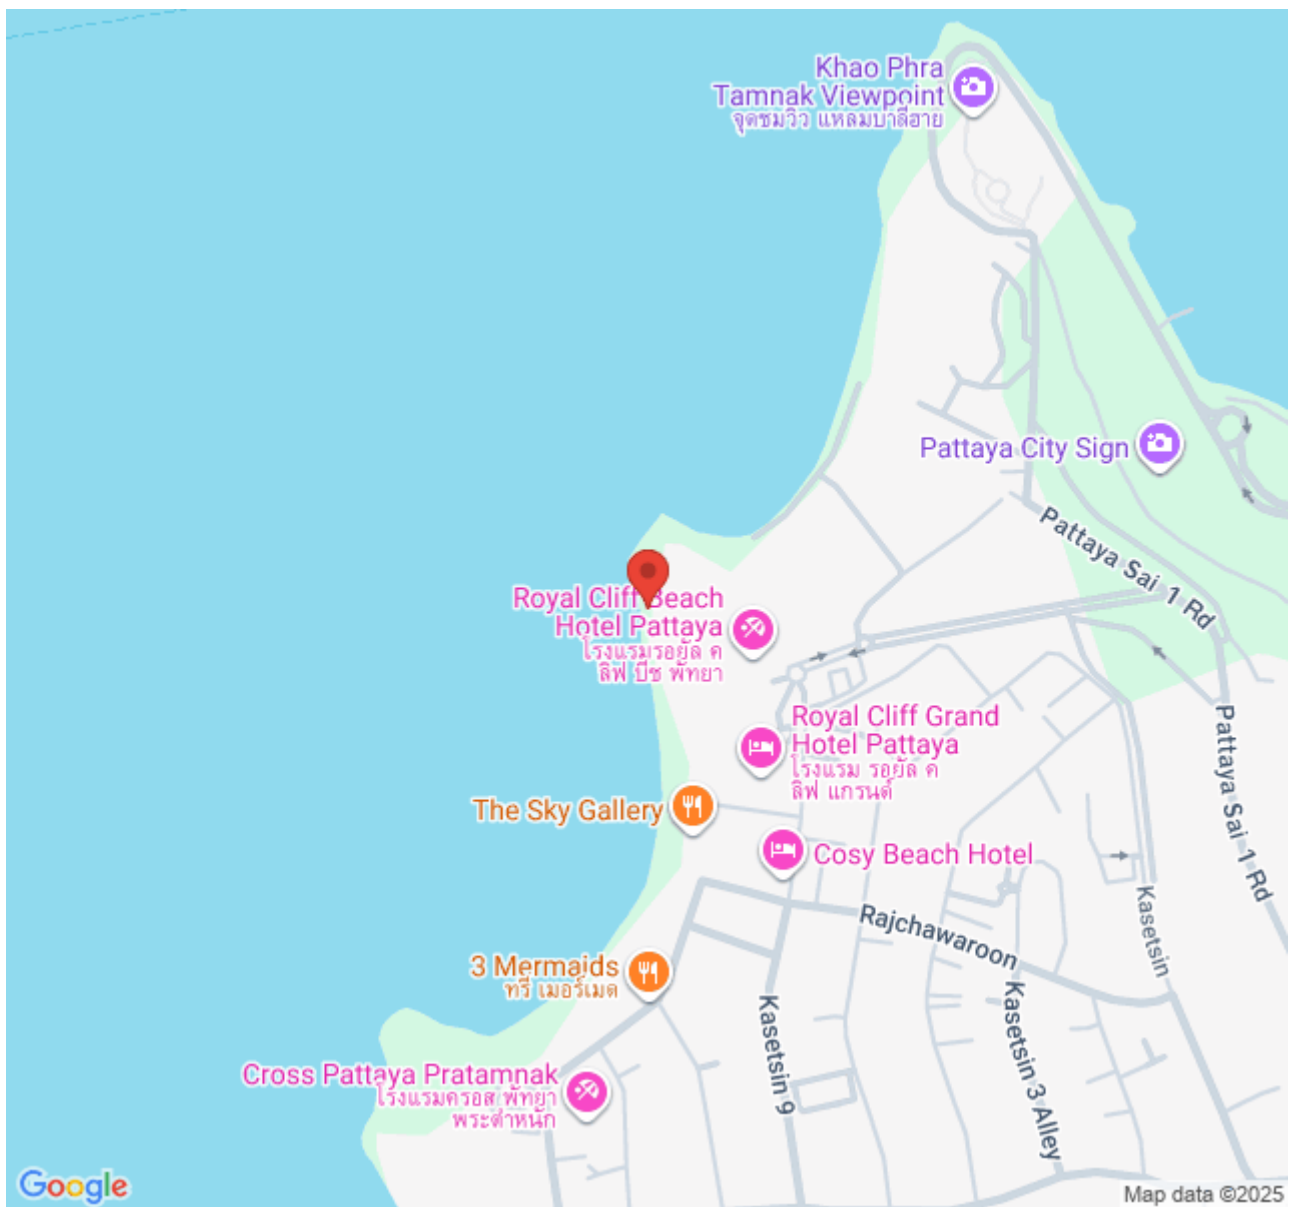 Khao Phra
Tamnak Viewpoint
จุดชมวิว แหลมบาลีฮาย
Pattaya City Sign
Pattaya Sai 1 Rd
Royal Cliff Beach
Hotel Pattaya
โรงแรมรอยัล ค
ลิฟ บีช พัทยา
Royal Cliff Grand
Hotel Pattaya
โรงแรม รอยัล ค
ลิฟ แกรนด์
Pattaya Sai 1 Rd
The Sky Gallery
Cosy Beach Hotel
Rajchawaroon
Kasetsin
3 Mermaids
ทรี เมอร์เมด
Kasetsin 9
Kasetsin 3 Alley
Cross Pattaya Pratamnak
โรงแรมครอส พัทยา
พระตำหนัก
Google
Map data ©2025